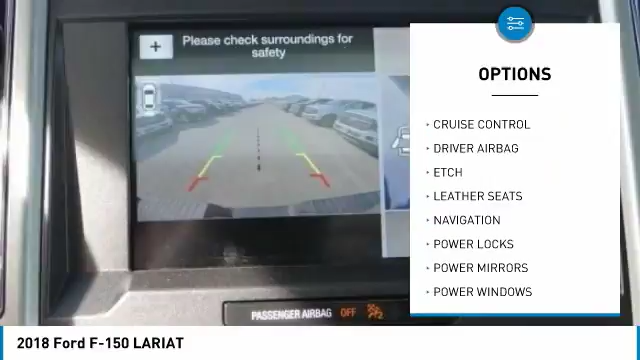 + Please check surroundings for
safety
OPTIONS
CRUISE CONTROL
DRIVER AIRBAG
ETCH
LEATHER SEATS
NAVIGATION
POWER LOCKS
POWER MIRRORS
POWER WINDOWS
PASSENGER AIRBAG OFF
2018 Ford F-150 LARIAT